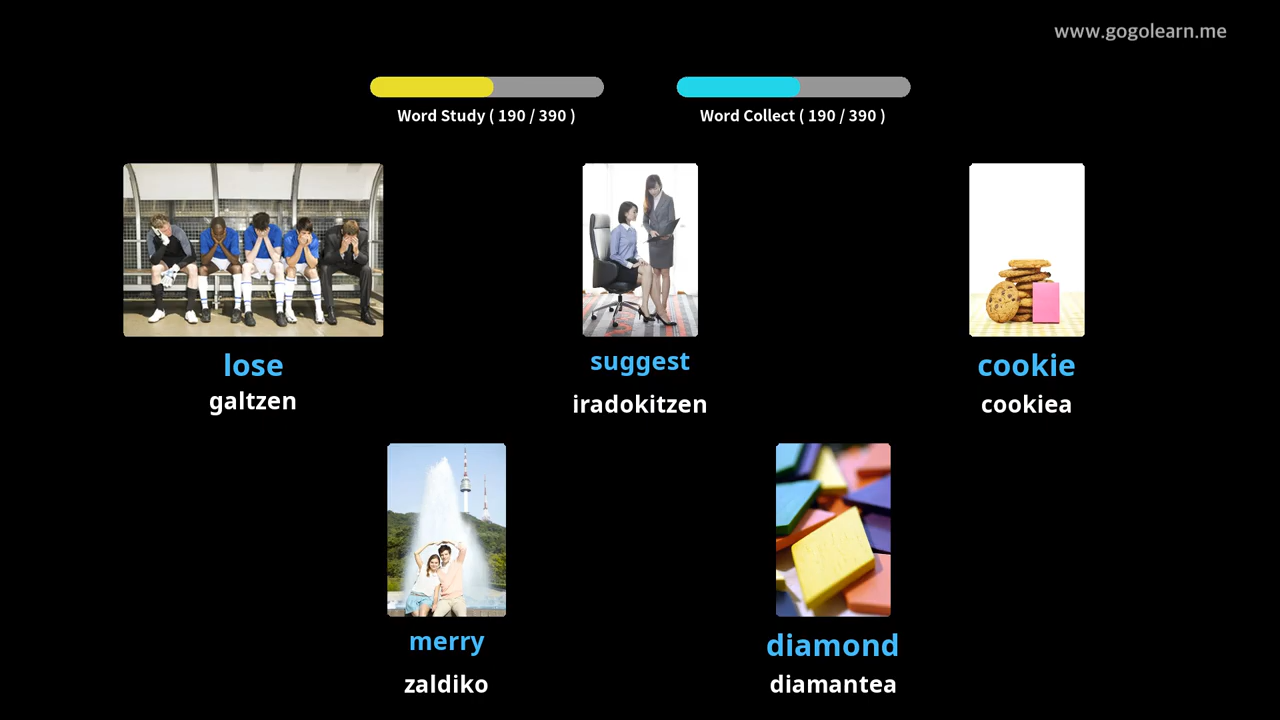 www.gogolearn.me
Word Study ( 190 / 390 )
Word Collect ( 190 / 390 )
lose
galtzen
suggest
iradokitzen
cookie
cookiea
merry
zaldiko
diamond
diamantea